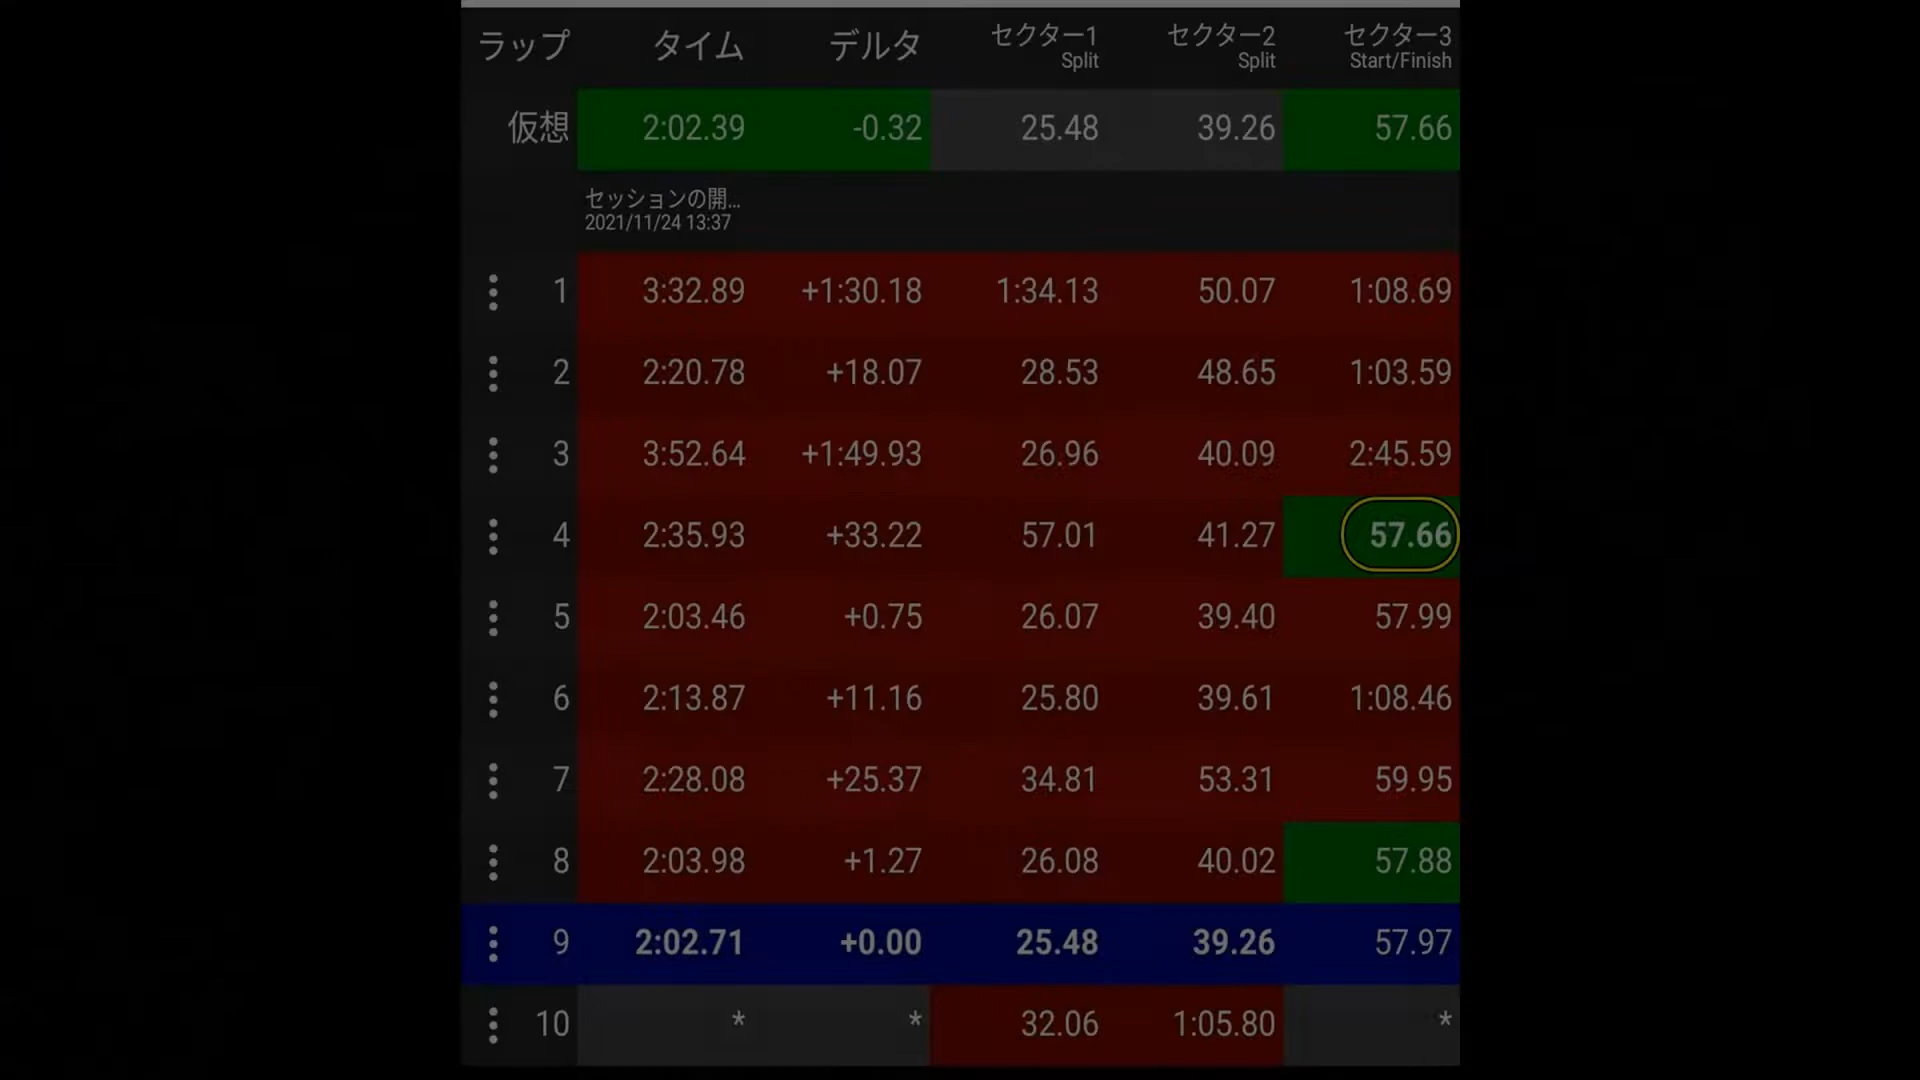 ラップ タイム デルタ セクター1 セクター2 セクター3
Split Split Start/Finish
仮想 2:02.39 -0.32 25.48 39.26 57.66
セッションの開...
2021/11/24 13:37
1 3:32.89 +1:30.18 1:34.13 50.07 1:08.69
2 2:20.78 +18.07 28.53 48.65 1:03.59
3 3:52.64 +1:49.93 26.96 40.09 2:45.59
4 2:35.93 +33.22 57.01 41.27 57.66
5 2:03.46 +0.75 26.07 39.40 57.99
6 2:13.87 +11.16 25.80 39.61 1:08.46
7 2:28.08 +25.37 34.81 53.31 59.95
8 2:03.98 +1.27 26.08 40.02 57.88
9 2:02.71 +0.00 25.48 39.26 57.97
10 * * 32.06 1:05.80 *